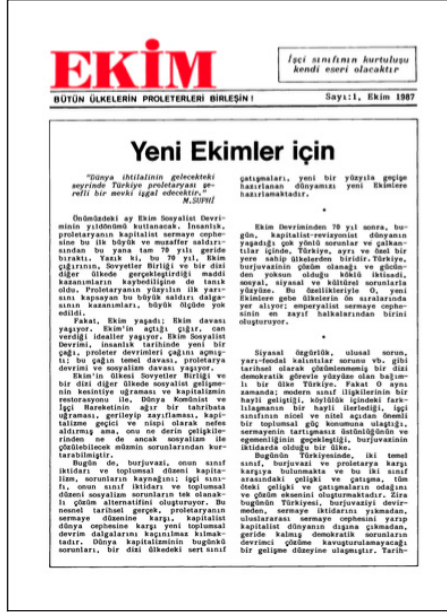 EKİM
İşçi sınıfının kurtuluşu
kendi eseri olacaktır
BÜTÜN ÜLKELERİN PROLETERLERİ BİRLEŞİN !
Sayı:1, Ekim 1987
Yeni Ekimler için
"Dünya ihtilalinin gelecekteki
seyrinde Türkiye proletaryası şe-
refli bir mevki işgal edecektir."
M.SUPHİ
Önümüzdeki ay Ekim Sosyalist Devri-
minin yıldönümü kutlanacak. İnsanlık,
proletaryanın kapitalist sermaye cephe-
sine bu ilk büyük ve muzaffer saldırı-
sından bu yana tam 70 yılı geride
bıraktı. Yazık ki, bu 70 yıl, Ekim
çığırının, Sovyetler Birliği ve bir dizi
diğer ülkede gerçekleştirdiği maddi
kazanımların kaybedilişine de tanık
oldu. Proletaryanın yüzyılın ilk yarı-
sını kapsayan bu büyük saldırı dalga-
sının kazanımları, büyük ölçüde yok
edildi.
Fakat, Ekim yaşadı; Ekim davası
yaşıyor. Ekim'in açtığı çığır, can
verdiği idealler yaşıyor. Ekim Sosyalist
Devrimi, insanlık tarihinde yeni bir
çağı, proleter devrimleri çağını açmış-
tı; bu çağın temel davası, proletarya
devrimi ve sosyalizm davası yaşıyor.
Ekim'in ülkesi Sovyetler Birliği ve
bir dizi diğer ülkede sosyalist gelişme-
nin kesintiye uğraması ve kapitalizmin
restorasyonu ile, Dünya Komünist ve
İşçi Hareketinin ağır bir tahribata
uğraması, gerileyip zayıflaması, kapi-
talizme geçici ve nispi olarak nefes
aldırmış ama, onu ne derin çelişkile-
rinden ne de ancak sosyalizm ile
çözülebilecek müzmin sorunlarından kur-
tarabilmiştir.
Bugün de, burjuvazi, onun sınıf
iktidarı ve toplumsal düzeni kapita-
lizm, sorunların kaynağını; işçi sını-
fı, onun sınıf iktidarı ve toplumsal
düzeni sosyalizm sorunların tek olanak-
lı çözüm alternatifini oluşturuyor. Bu
nesnel tarihsel gerçek, proletaryanın
sermaye düzenine karşı, kapitalist
dünya cephesine karşı yeni toplumsal
devrim dalgalarını kaçınılmaz kılmak-
tadır. Dünya kapitalizminin bugünkü
sorunları, bir dizi ülkedeki sert sınıf
çatışmaları, yeni bir yüzyıla geçişe
hazırlanan dünyamızı yeni Ekimlere
hazırlamaktadır.
*
Ekim Devriminden 70 yıl sonra, bu-
gün, kapitalist-revizyonist dünyanın
yaşadığı çok yönlü sorunlar ve çalkan-
tılar içinde, Türkiye, ayrı ve özel bir
yere sahip ülkelerden biridir. Türkiye,
burjuvazinin çözüm olanağı ve gücün-
den yoksun olduğu köklü iktisadi,
sosyal, siyasal ve kültürel sorunlarla
yüzyüze. Bu özellikleriyle O, yeni
Ekimlere gebe ülkelerin ön sıralarında
yer alıyor; emperyalist sermaye cephe-
sinin en zayıf halkalarından birini
oluşturuyor.
*
Siyasal özgürlük, ulusal sorun,
yarı-feodal kalıntılar sorunu vb. gibi
tarihsel olarak çözümlenmemiş bir dizi
demokratik görevle yüzyüze olan bağım-
lı bir ülke Türkiye. Fakat O aynı
zamanda; modern sınıf ilişkilerinin bir
hayli geliştiği, köylülük içindeki fark-
lılaşmanın bir hayli ilerlediği, işçi
sınıfının nicel ve nitel açıdan önemli
bir toplumsal güç konumuna ulaştığı,
sermayenin tartışmasız üstünlüğünün ve
egemenliğinin gerçekleştiği, burjuvazinin
iktidarda olduğu bir ülke.
Bugünün Türkiyesinde, iki temel
sınıf, burjuvazi ve proletarya karşı
karşıya bulunmakta ve bu iki sınıf
arasındaki çelişki ve çatışma, tüm
öteki çelişki ve çatışmaların odağını
ve çözüm eksenini oluşturmaktadır. Zira
bugünün Türkiyesi, burjuvaziyi devir-
meden, sermaye iktidarını yıkmadan,
uluslararası sermaye cephesini yarıp
kapitalist dünyanın dışına çıkmadan,
geride kalmış demokratik sorunların
devrimci çözüme kavuşturulamayacağı
bir gelişme düzeyine ulaşmıştır. Tarih-